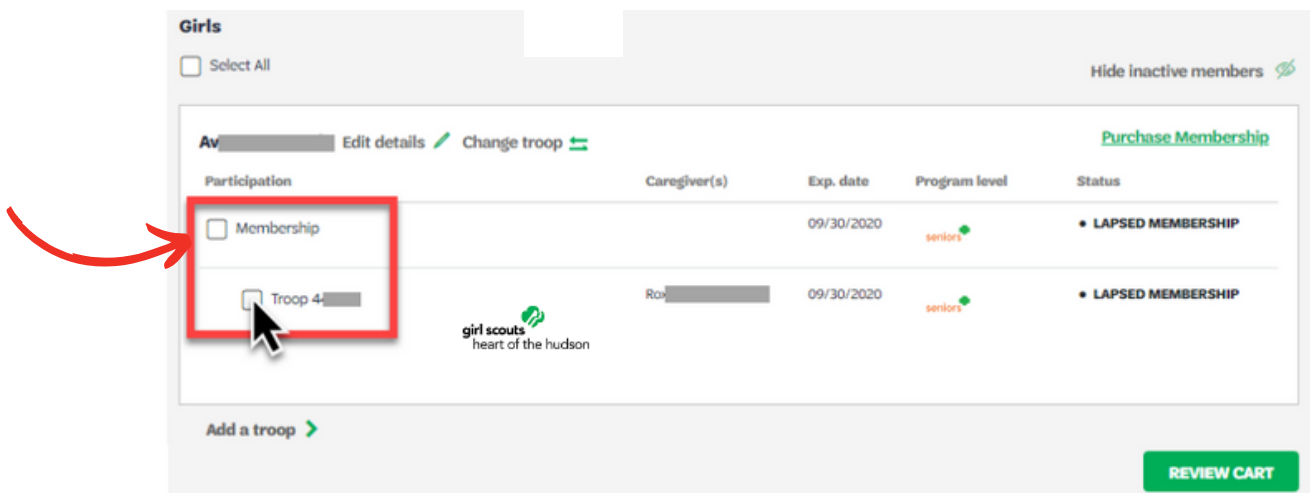 Girls
Select All
Hide inactive members
Av Edit details Change troop Purchase Membership
Participation Caregiver(s) Exp. date Program level Status
Membership 09/30/2020 seniors • LAPSED MEMBERSHIP
Troop 4 Ro 09/30/2020 seniors • LAPSED MEMBERSHIP
girl scouts
heart of the hudson
Add a troop
REVIEW CART